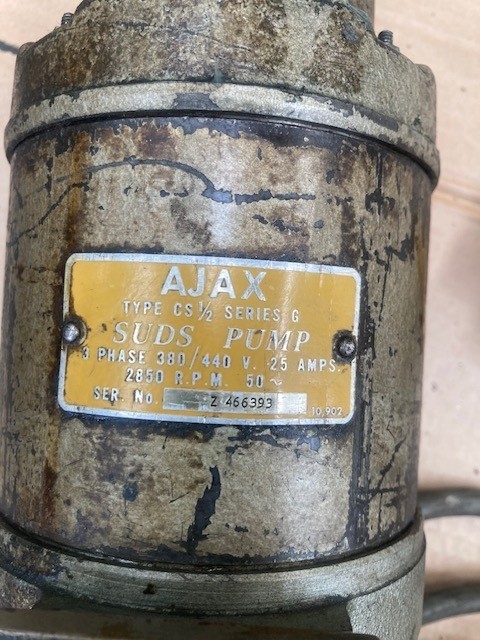 AJAX
TYPE CS ½ SERIES G
SUDS PUMP
3 PHASE 380/440 V. .25 AMPS.
2850 R.P.M. 50 ~
SER. No. Z 466393
10,902